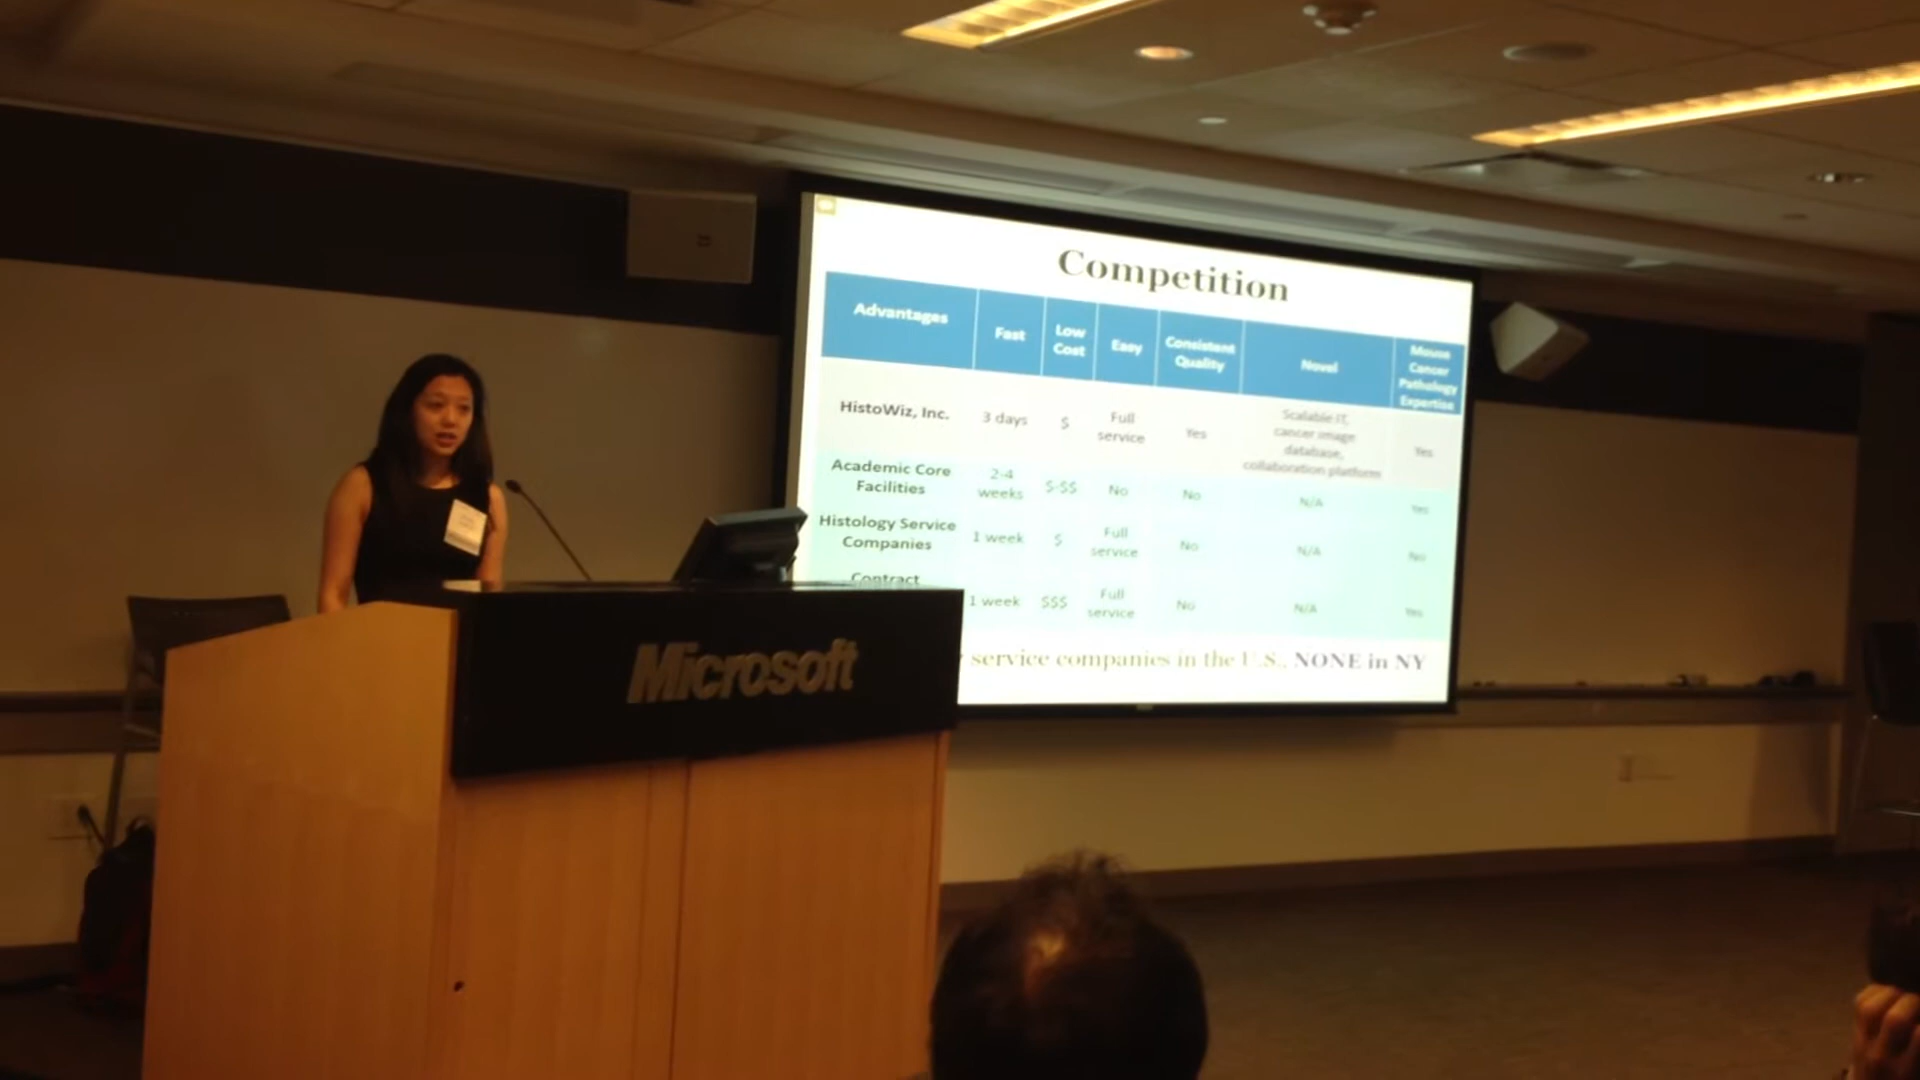 Competition
Advantages
Fast
Low
Cost
Easy
Consistent
Quality
Novel
Mouse
Cancer
Pathology
Expertise
HistoWiz, Inc.
3 days
$
Full
service
Yes
Scalable IT,
cancer image
database,
collaboration platform
Yes
Academic Core
Facilities
2-4
weeks
$-$$
No
No
N/A
Yes
Histology Service
Companies
1 week
$
Full
service
No
N/A
No
Contract
1 week
$$$
Full
service
No
N/A
Yes
service companies in the U.S., NONE in NY
Microsoft